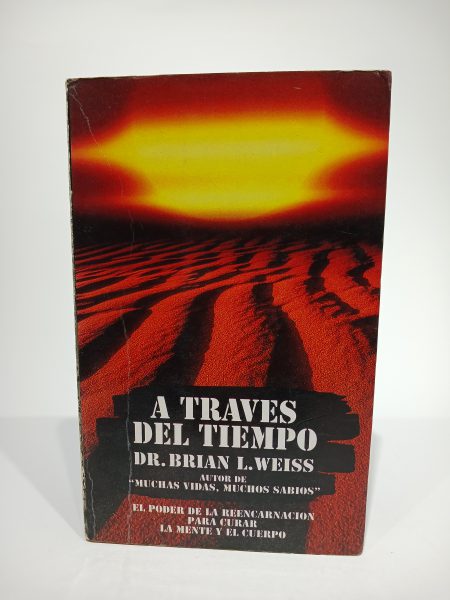 A TRAVES
DEL TIEMPO
DR. BRIAN L. WEISS
AUTOR DE
"MUCHAS VIDAS, MUCHOS SABIOS"
EL PODER DE LA REENCARNACION
PARA CURAR
LA MENTE Y EL CUERPO